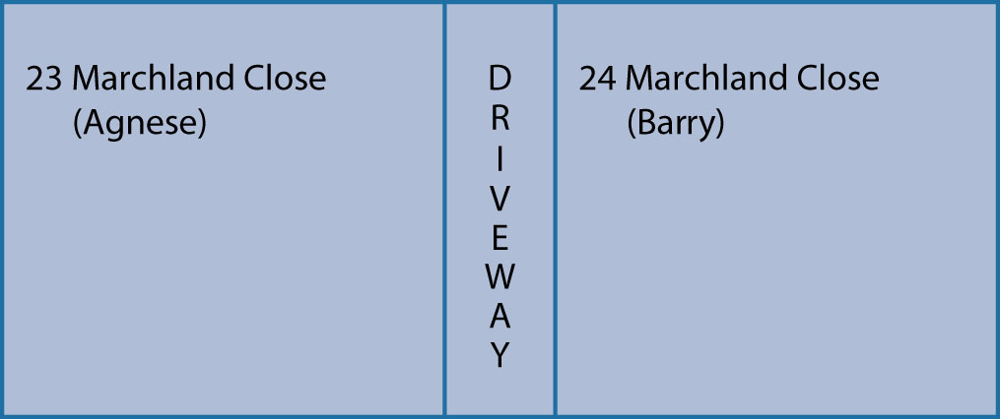 23 Marchland Close
(Agnese)
D
R
I
V
E
W
A
Y
24 Marchland Close
(Barry)